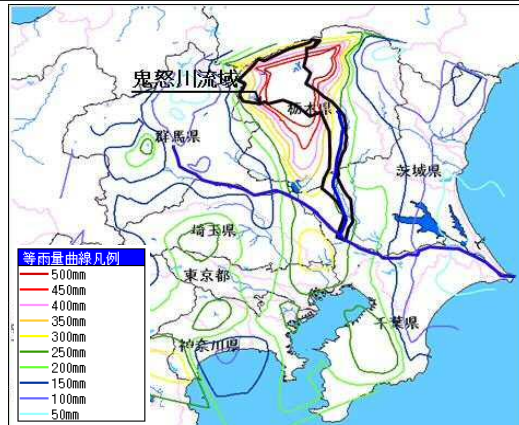 鬼怒川流域
栃木県
群馬県
茨城県
埼玉県
東京都
千葉県
神奈川県
等雨量曲線凡例
500mm
450mm
400mm
350mm
300mm
250mm
200mm
150mm
100mm
50mm